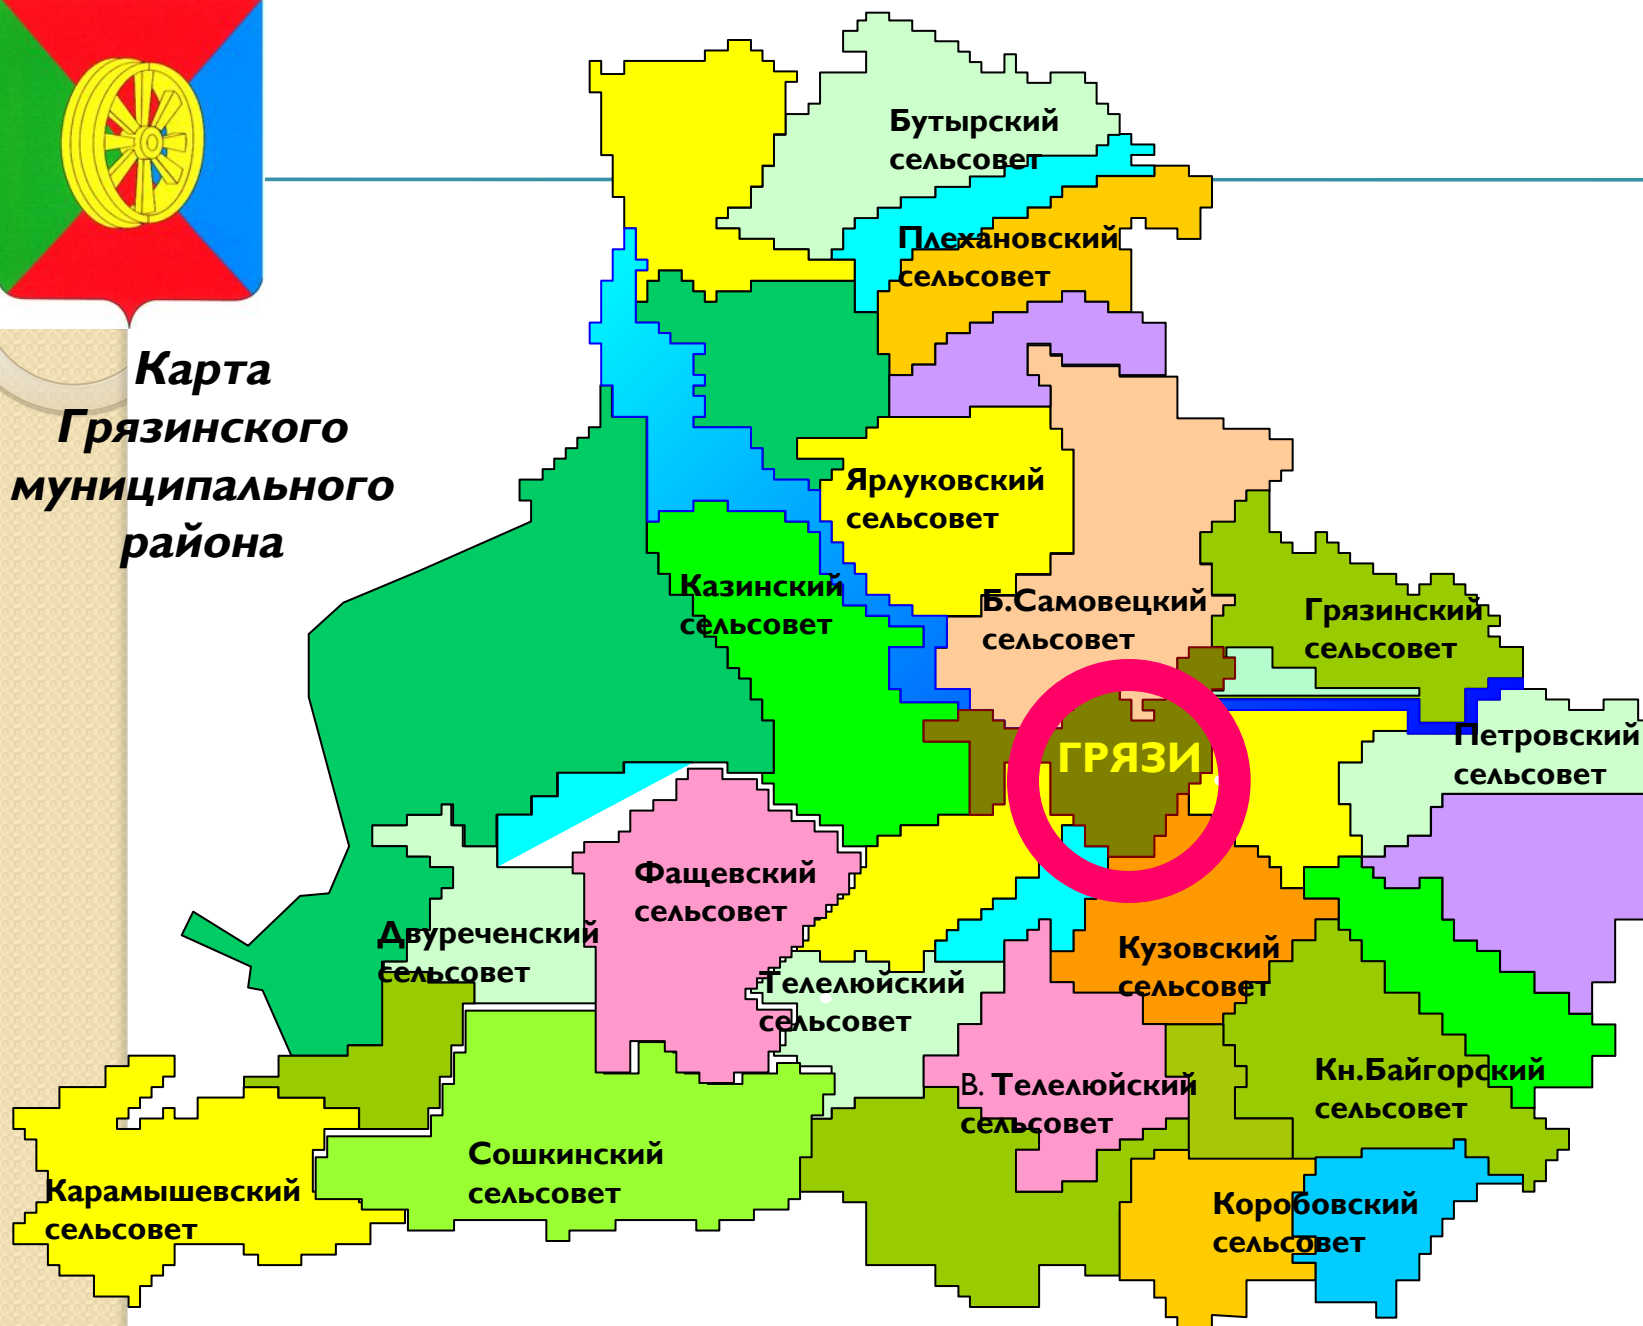 Карта
Грязинского
муниципального
района
Бутырский
сельсовет
Плехановский
сельсовет
Ярлуковский
сельсовет
Казинский
сельсовет
Б.Самовецкий
сельсовет
Грязинский
сельсовет
ГРЯЗИ
Петровский
сельсовет
Фащевский
сельсовет
Двуреченский
сельсовет
Телелюйский
сельсовет
Кузовский
сельсовет
В. Телелюйский
сельсовет
Кн.Байгорский
сельсовет
Сошкинский
сельсовет
Карамышевский
сельсовет
Коробовский
сельсовет